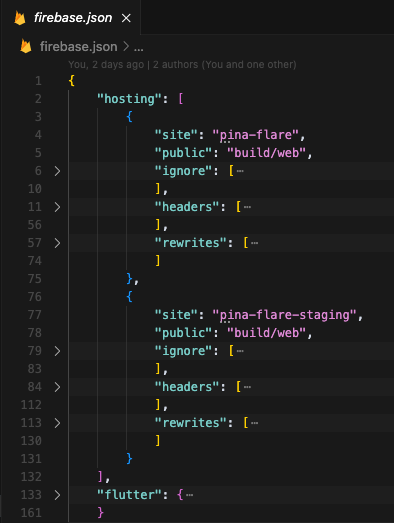 firebase.json ×
firebase.json > ...
You, 2 days ago | 2 authors (You and one other)
1 {
2 "hosting": [
3 {
4 "site": "pina-flare",
5 "public": "build/web",
6 > "ignore": [⋯
10 ],
11 > "headers": [⋯
56 ],
57 > "rewrites": [⋯
74 ]
75 },
76 {
77 "site": "pina-flare-staging",
78 "public": "build/web",
79 > "ignore": [⋯
83 ],
84 > "headers": [⋯
112 ],
113 > "rewrites": [⋯
130 ]
131 }
132 ],
133 > "flutter": {⋯
161 }